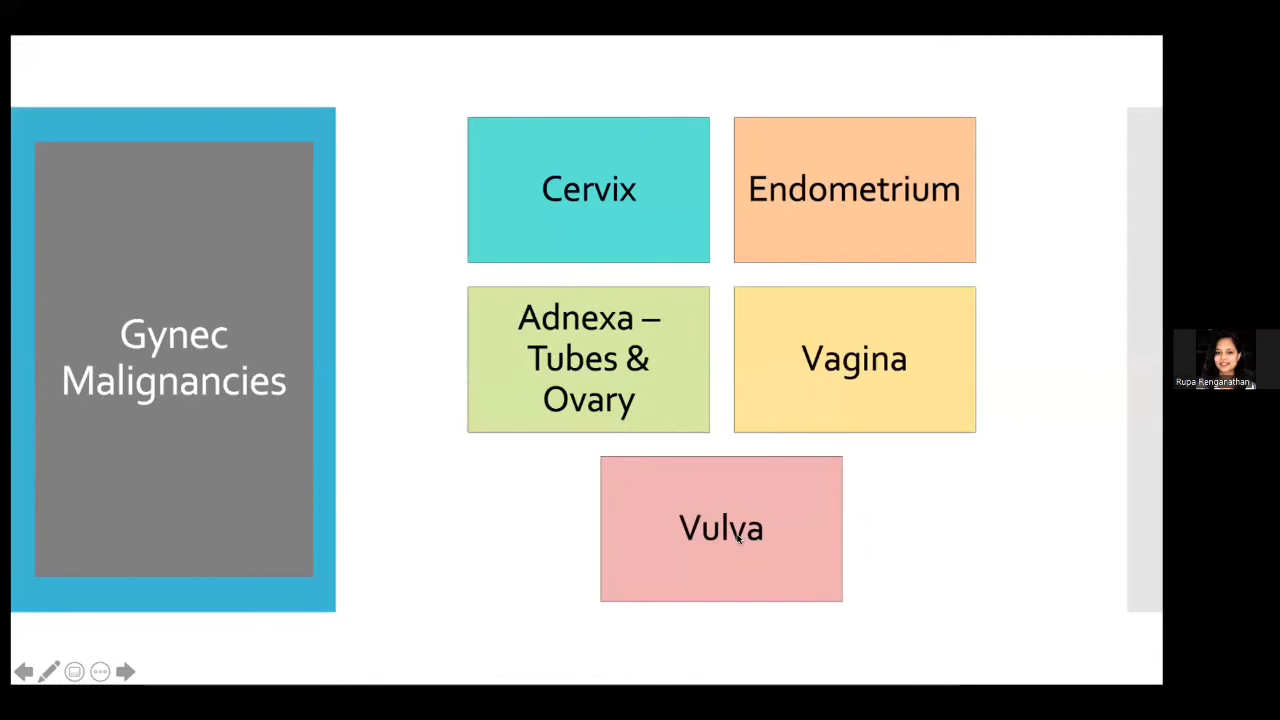 Gynec
Malignancies
Cervix
Endometrium
Adnexa –
Tubes &
Ovary
Vagina
Vulva
Rupa Renganathan